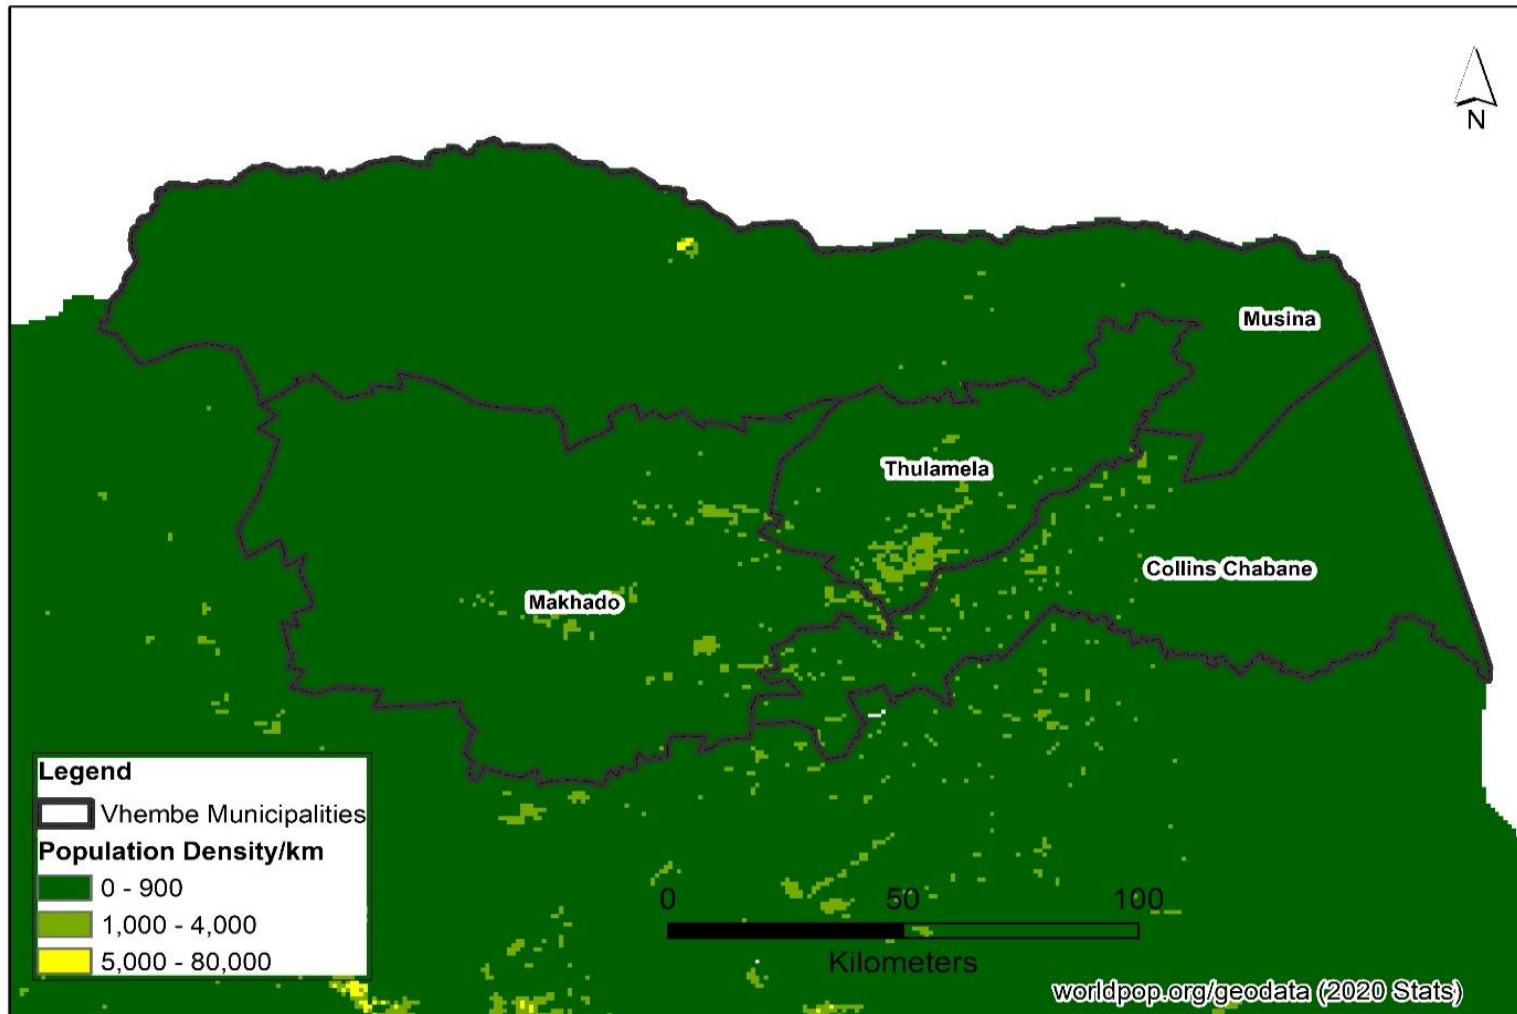 N
Musina
Thulamela
Collins Chabane
Makhado
Legend
Vhembe Municipalities
Population Density/km
0 - 900
1,000 - 4,000
5,000 - 80,000
0 50 100
Kilometers
worldpop.org/geodata (2020 Stats)